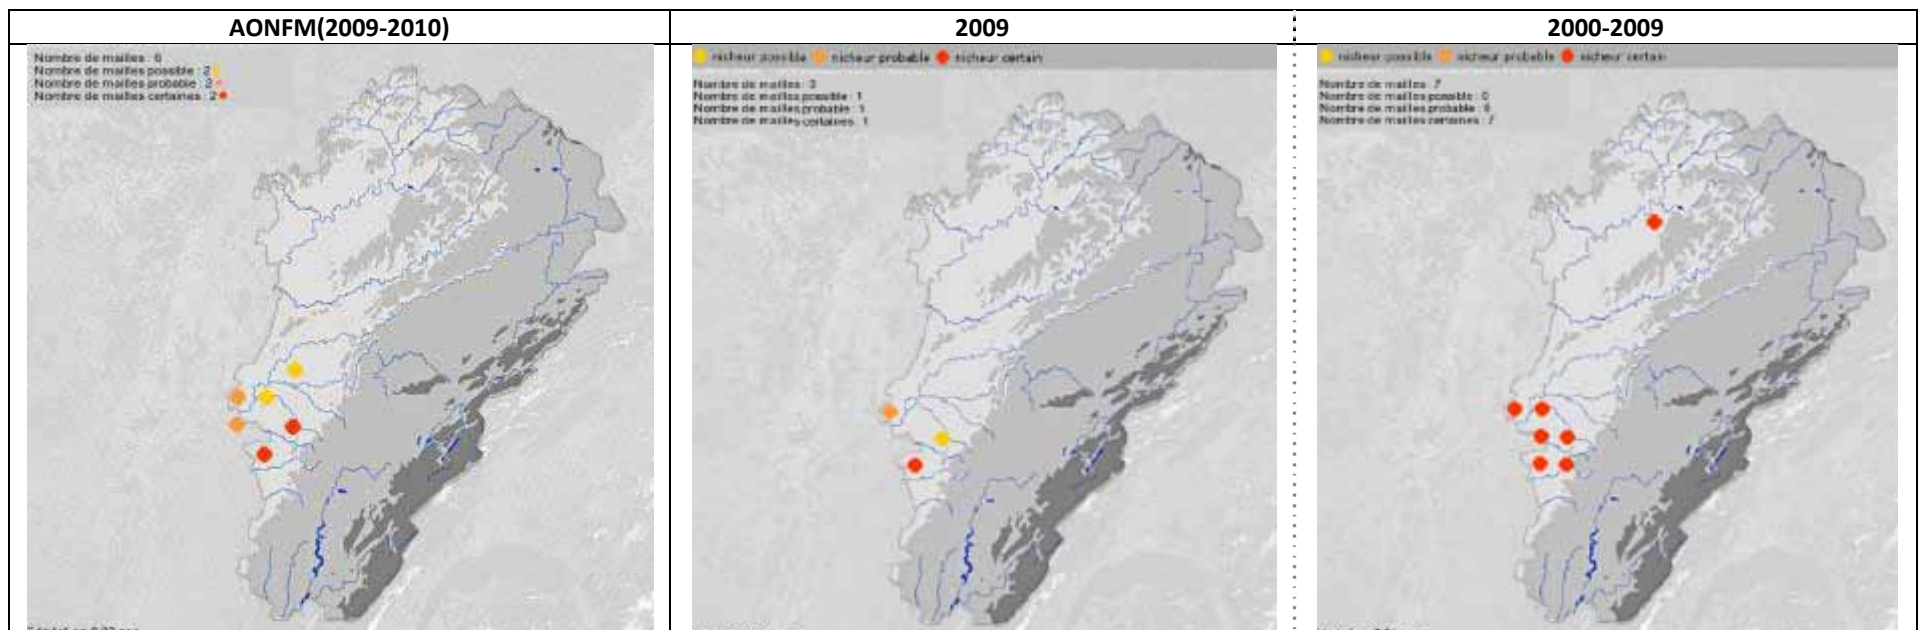 AONFM(2009-2010)
Nombre de mailles : 6
Nombre de mailles possible : 2
Nombre de mailles probable : 2
Nombre de mailles certaines : 2
2009
nicheur possible nicheur probable nicheur certain
Nombre de mailles : 3
Nombre de mailles possible : 1
Nombre de mailles probable : 1
Nombre de mailles certaines : 1
2000-2009
nicheur possible nicheur probable nicheur certain
Nombre de mailles : 7
Nombre de mailles possible : 0
Nombre de mailles probable :
Nombre de mailles certaines : 7